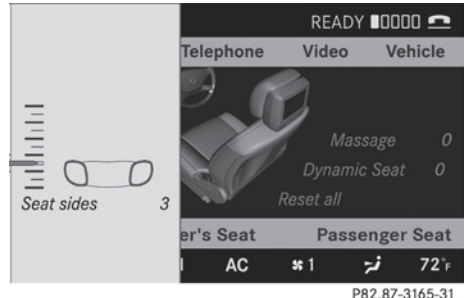 READY
Telephone Video Vehicle
Massage 0
Dynamic Seat 0
Seat sides 3
Reset all
er's Seat Passenger Seat
AC 1 72°F
P82.87-3165-31